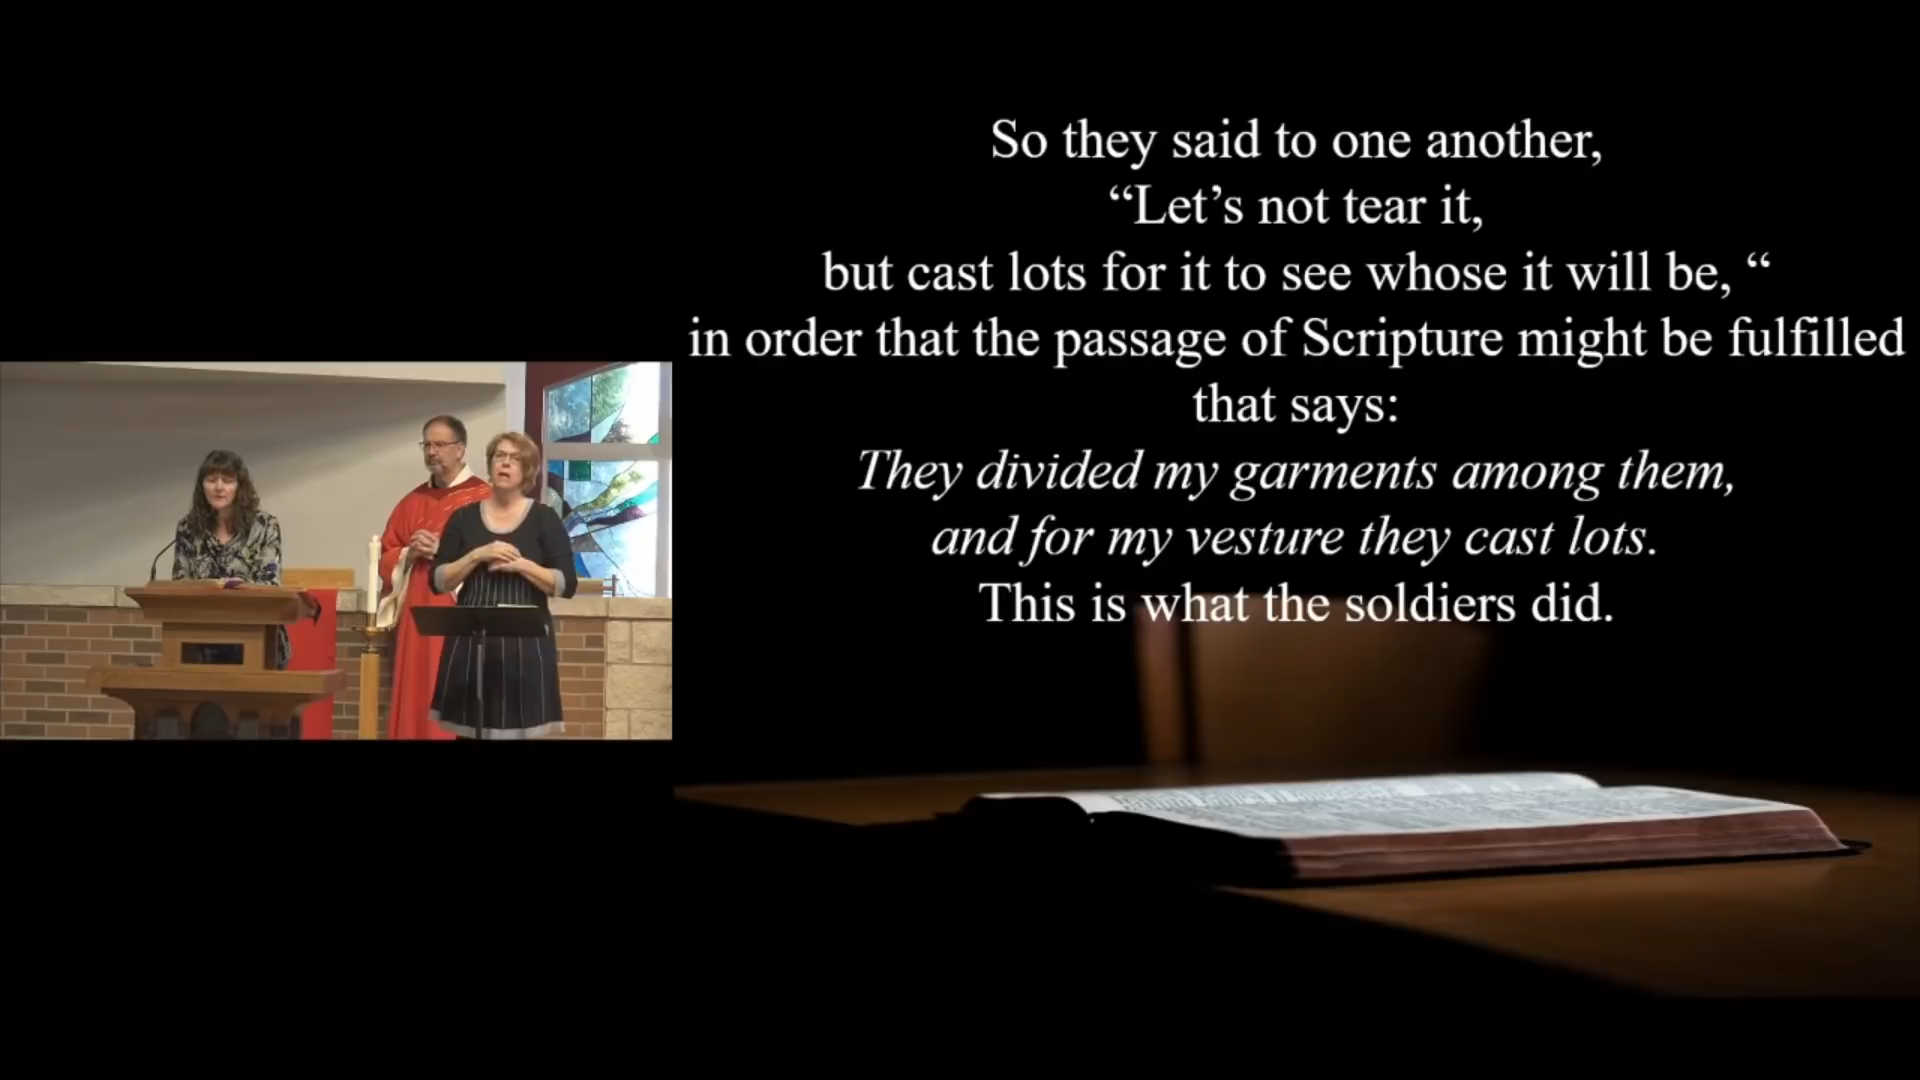 So they said to one another,
“Let’s not tear it,
but cast lots for it to see whose it will be, “
in order that the passage of Scripture might be fulfilled
that says:
They divided my garments among them,
and for my vesture they cast lots.
This is what the soldiers did.